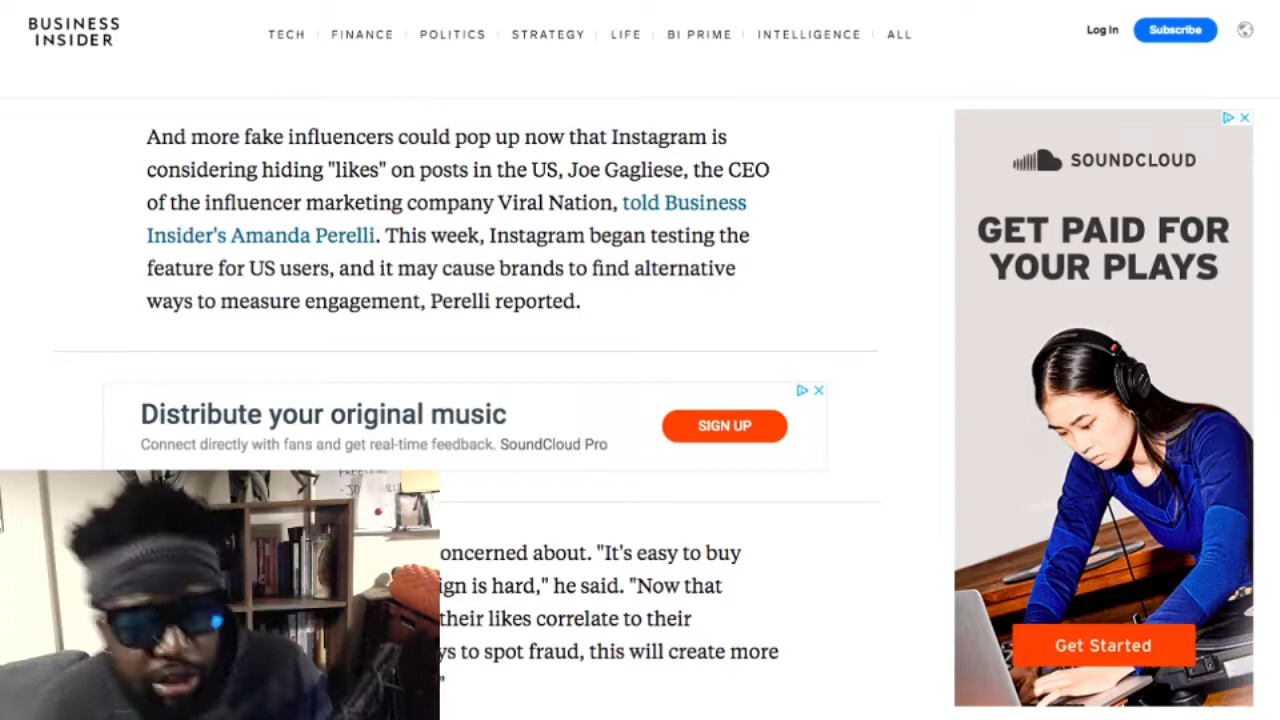 BUSINESS
INSIDER
TECH
FINANCE
POLITICS
STRATEGY
LIFE
BI PRIME
INTELLIGENCE
ALL
Log In
Subscribe
And more fake influencers could pop up now that Instagram is
considering hiding "likes" on posts in the US, Joe Gagliese, the CEO
of the influencer marketing company Viral Nation, told Business
Insider's Amanda Perelli. This week, Instagram began testing the
feature for US users, and it may cause brands to find alternative
ways to measure engagement, Perelli reported.
Distribute your original music
Connect directly with fans and get real-time feedback. SoundCloud Pro
SIGN UP
oncerned about. "It's easy to buy
ign is hard," he said. "Now that
their likes correlate to their
ys to spot fraud, this will create more
"
SOUNDCLOUD
GET PAID FOR
YOUR PLAYS
Get Started